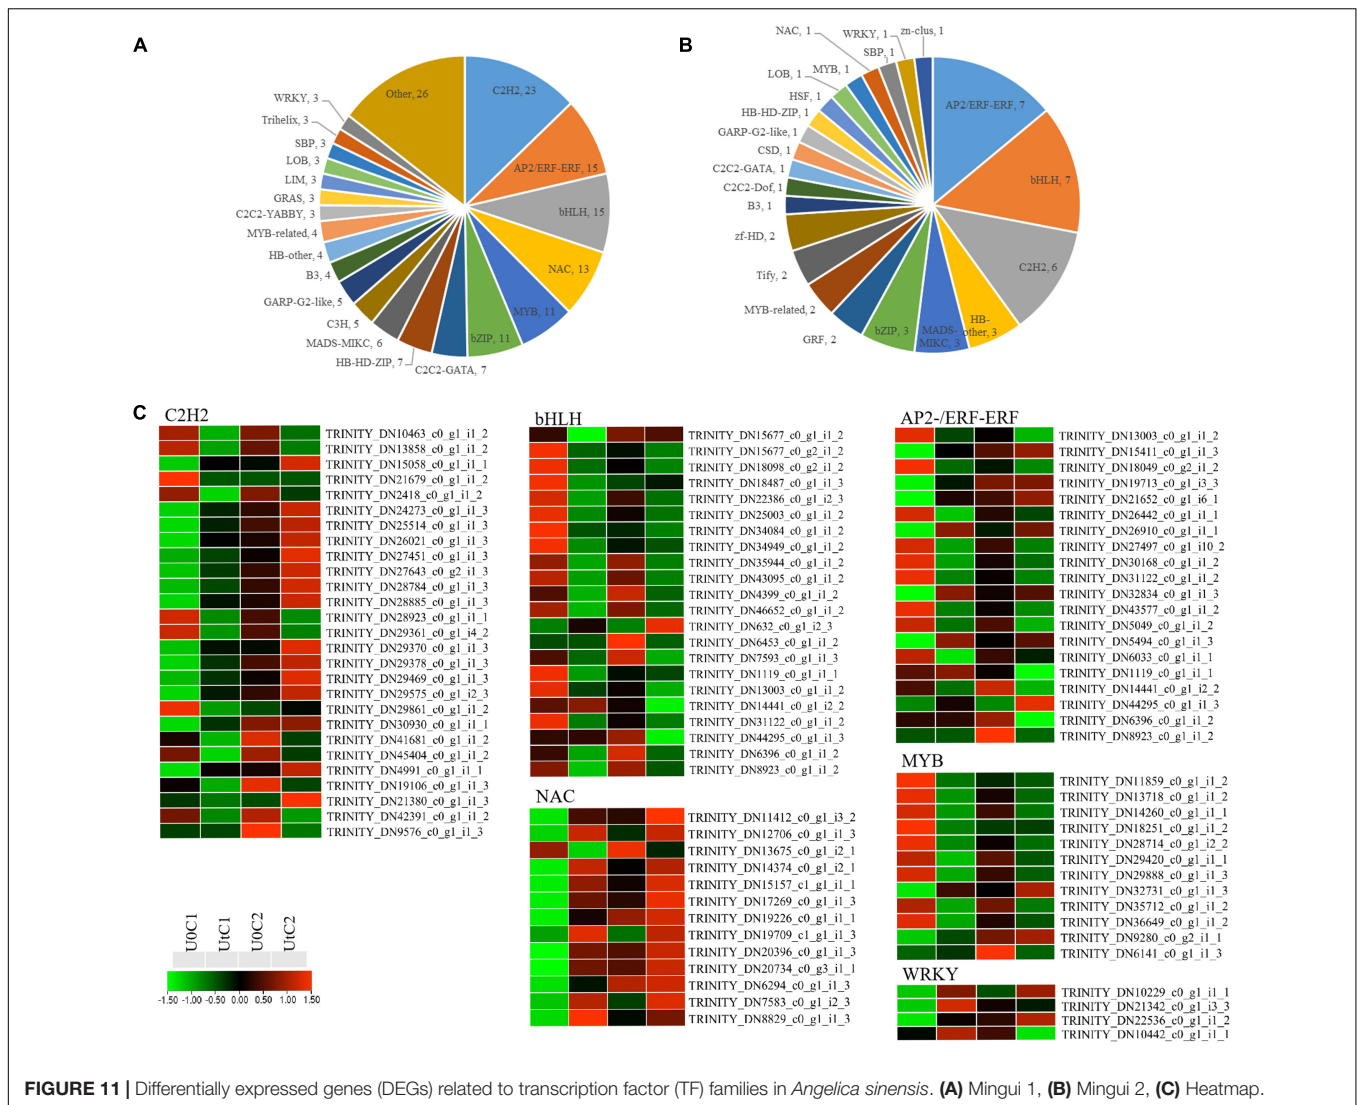 A
C2H2, 23
AP2/ERF-ERF, 15
bHLH, 15
NAC, 13
MYB, 11
bZIP, 11
C2C2-GATA, 7
HB-HD-ZIP, 7
MADS-MIKC, 6
C3H, 5
GARP-G2-like, 5
B3, 4
HB-other, 4
MYB-related, 4
C2C2-YABBY, 3
GRAS, 3
LIM, 3
LOB, 3
SBP, 3
Trihelix, 3
WRKY, 3
Other, 26
B
AP2/ERF-ERF, 7
bHLH, 7
C2H2, 6
HB-
other, 3
MADS-
MIKC, 3
bZIP, 3
GRF, 2
MYB-related, 2
Tify, 2
zf-HD, 2
B3, 1
C2C2-Dof, 1
C2C2-GATA, 1
CSD, 1
GARP-G2-like, 1
HB-HD-ZIP, 1
HSF, 1
LOB, 1
MYB, 1
NAC, 1
SBP, 1
WRKY, 1
zn-clus, 1
C
C2H2
TRINITY_DN10463_c0_g1_i1_2
TRINITY_DN13858_c0_g1_i1_2
TRINITY_DN15058_c0_g1_i1_1
TRINITY_DN21679_c0_g1_i1_2
TRINITY_DN2418_c0_g1_i1_2
TRINITY_DN24273_c0_g1_i1_3
TRINITY_DN25514_c0_g1_i1_3
TRINITY_DN26021_c0_g1_i1_3
TRINITY_DN27451_c0_g1_i1_3
TRINITY_DN27643_c0_g2_i1_3
TRINITY_DN28784_c0_g1_i1_3
TRINITY_DN28885_c0_g1_i1_3
TRINITY_DN28923_c0_g1_i1_1
TRINITY_DN29361_c0_g1_i4_2
TRINITY_DN29370_c0_g1_i1_3
TRINITY_DN29378_c0_g1_i1_3
TRINITY_DN29469_c0_g1_i1_3
TRINITY_DN29575_c0_g1_i2_3
TRINITY_DN29861_c0_g1_i1_2
TRINITY_DN30930_c0_g1_i1_1
TRINITY_DN41681_c0_g1_i1_2
TRINITY_DN45404_c0_g1_i1_2
TRINITY_DN4991_c0_g1_i1_1
TRINITY_DN19106_c0_g1_i1_3
TRINITY_DN21380_c0_g1_i1_3
TRINITY_DN42391_c0_g1_i1_2
TRINITY_DN9576_c0_g1_i1_3
U0C1
UtC1
U0C2
UtC2
-1.50 -1.00 -0.50 0.00 0.50 1.00 1.50
bHLH
TRINITY_DN15677_c0_g1_i1_2
TRINITY_DN15677_c0_g2_i1_2
TRINITY_DN18098_c0_g2_i1_2
TRINITY_DN18487_c0_g1_i1_3
TRINITY_DN22386_c0_g1_i2_3
TRINITY_DN25003_c0_g1_i1_2
TRINITY_DN34084_c0_g1_i1_2
TRINITY_DN34949_c0_g1_i1_2
TRINITY_DN35944_c0_g1_i1_2
TRINITY_DN43095_c0_g1_i1_2
TRINITY_DN4399_c0_g1_i1_2
TRINITY_DN46652_c0_g1_i1_2
TRINITY_DN632_c0_g1_i2_3
TRINITY_DN6453_c0_g1_i1_2
TRINITY_DN7593_c0_g1_i1_3
TRINITY_DN1119_c0_g1_i1_1
TRINITY_DN13003_c0_g1_i1_2
TRINITY_DN14441_c0_g1_i2_2
TRINITY_DN31122_c0_g1_i1_2
TRINITY_DN44295_c0_g1_i1_3
TRINITY_DN6396_c0_g1_i1_2
TRINITY_DN8923_c0_g1_i1_2
NAC
TRINITY_DN11412_c0_g1_i3_2
TRINITY_DN12706_c0_g1_i1_3
TRINITY_DN13675_c0_g1_i2_1
TRINITY_DN14374_c0_g1_i2_1
TRINITY_DN15157_c1_g1_i1_1
TRINITY_DN17269_c0_g1_i1_3
TRINITY_DN19226_c0_g1_i1_1
TRINITY_DN19709_c1_g1_i1_3
TRINITY_DN20396_c0_g1_i1_3
TRINITY_DN20734_c0_g3_i1_1
TRINITY_DN6294_c0_g1_i1_3
TRINITY_DN7583_c0_g1_i2_3
TRINITY_DN8829_c0_g1_i1_3
AP2-/ERF-ERF
TRINITY_DN13003_c0_g1_i1_2
TRINITY_DN15411_c0_g1_i1_3
TRINITY_DN18049_c0_g2_i1_2
TRINITY_DN19713_c0_g1_i3_3
TRINITY_DN21652_c0_g1_i6_1
TRINITY_DN26442_c0_g1_i1_1
TRINITY_DN26910_c0_g1_i1_1
TRINITY_DN27497_c0_g1_i10_2
TRINITY_DN30168_c0_g1_i1_2
TRINITY_DN31122_c0_g1_i1_2
TRINITY_DN32834_c0_g1_i1_3
TRINITY_DN43577_c0_g1_i1_2
TRINITY_DN5049_c0_g1_i1_2
TRINITY_DN5494_c0_g1_i1_3
TRINITY_DN6033_c0_g1_i1_1
TRINITY_DN1119_c0_g1_i1_1
TRINITY_DN14441_c0_g1_i2_2
TRINITY_DN44295_c0_g1_i1_3
TRINITY_DN6396_c0_g1_i1_2
TRINITY_DN8923_c0_g1_i1_2
MYB
TRINITY_DN11859_c0_g1_i1_2
TRINITY_DN13718_c0_g1_i1_2
TRINITY_DN14260_c0_g1_i1_1
TRINITY_DN18251_c0_g1_i1_2
TRINITY_DN28714_c0_g1_i2_2
TRINITY_DN29420_c0_g1_i1_1
TRINITY_DN29888_c0_g1_i1_3
TRINITY_DN32731_c0_g1_i1_3
TRINITY_DN35712_c0_g1_i1_2
TRINITY_DN36649_c0_g1_i1_2
TRINITY_DN9280_c0_g2_i1_1
TRINITY_DN6141_c0_g1_i1_3
WRKY
TRINITY_DN10229_c0_g1_i1_1
TRINITY_DN21342_c0_g1_i3_3
TRINITY_DN22536_c0_g1_i1_2
TRINITY_DN10442_c0_g1_i1_1
FIGURE 11 | Differentially expressed genes (DEGs) related to transcription factor (TF) families in Angelica sinensis. (A) Mingui 1, (B) Mingui 2, (C) Heatmap.